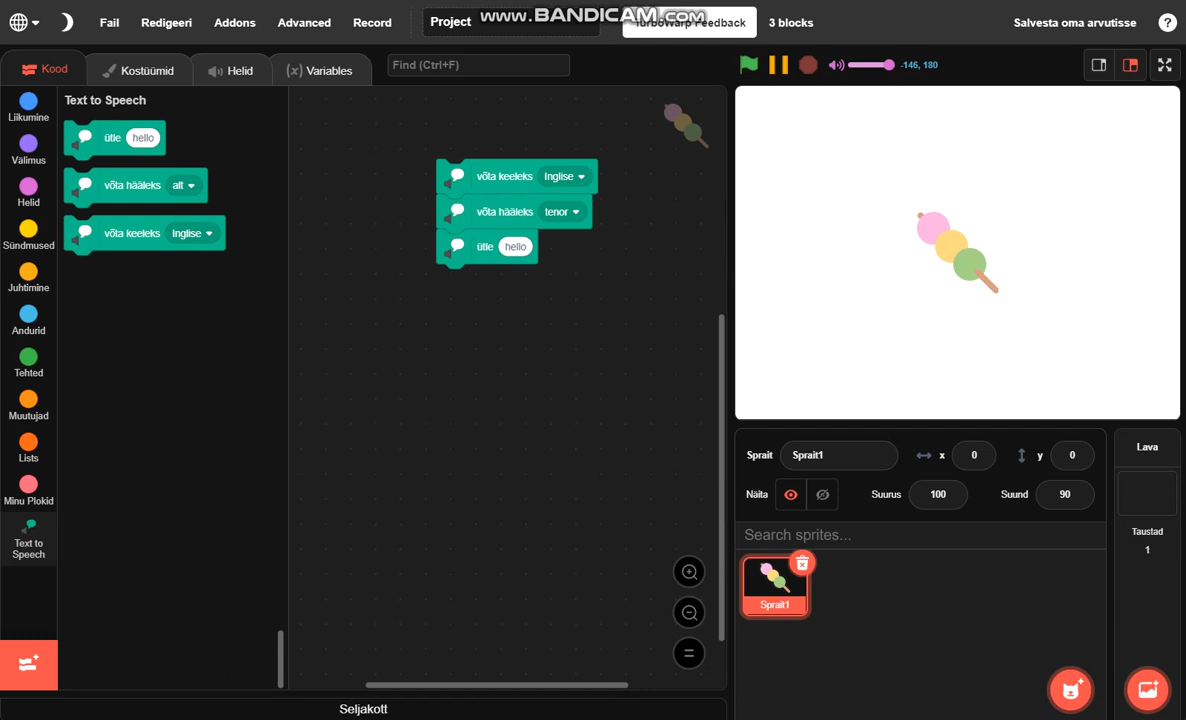 www.BANDICAM.com
Fail Redigeeri Addons Advanced Record Project TurboWarp Feedback 3 blocks Salvesta oma arvutisse ?
Kood Kostüümid Helid (x) Variables Find (Ctrl+F) -146, 180
Liikumine
Välimus
Helid
Sündmused
Juhtimine
Andurid
Tehted
Muutujad
Lists
Minu Plokid
Text to
Speech
Text to Speech
ütle hello
võta hääleks alt
võta keeleks Inglise
võta keeleks Inglise
võta hääleks tenor
ütle hello
Seljakott
Sprait Sprait1 x 0 y 0
Näita Suurus 100 Suund 90
Search sprites...
Sprait1
Lava
Taustad
1